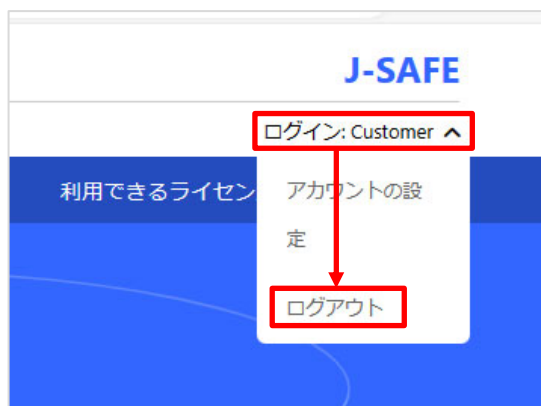 J-SAFE
ログイン: Customer
利用できるライセン
アカウントの設
定
ログアウト